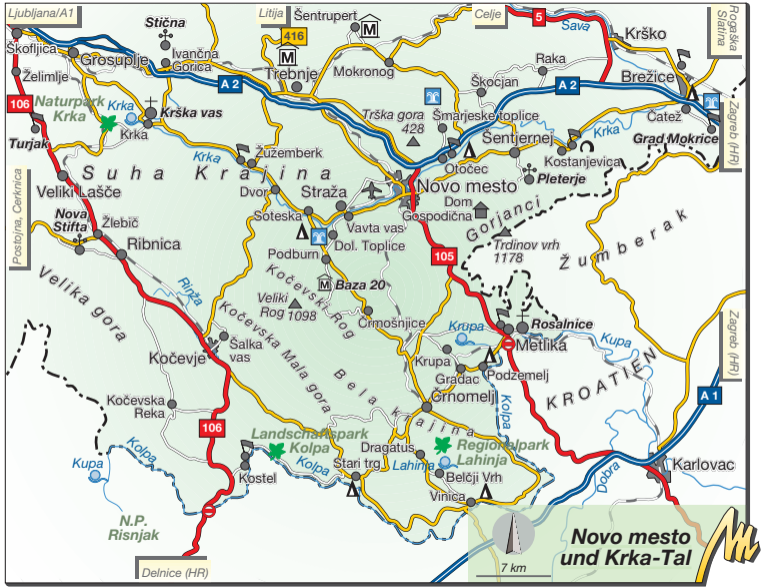 Ljubljana/A1
Stična
Litija
Šentrupert
Celje
5
Sava
Rogaška
Slatina
Škofljica
Grosuplje
Ivančna
Gorica
416
Trebnje
Mokronog
Krško
Raka
Brežice
Želimlje
A 2
Škocjan
A 2
106
Naturpark
Krka
Krka
Krška vas
Krka
Trška gora
428
Šmarjeske toplice
Čatež
Zagreb (HR)
Turjak
Krka
Žužemberk
Šentjernej
Krka
Grad Mokrice
Kostanjevica
Otočec
Pleterje
Suha Krajina
Veliki Lašče
Dvor
Straža
Novo mesto
Postojna, Cerknica
Nova
Štifta
Žlebič
Soteska
Vavta vas
Dom
Gospodična
Gorjanci
Ribnica
Dol. Toplice
Trdinov vrh
1178
Žumberak
Podburn
105
Velika gora
Rinža
Kočevski Rog
Baza 20
Veliki
Rog 1098
Črmošnjice
Kočevska Mala gora
Krupa
Rosalnice
Kupa
Zagreb (HR)
Šalka
vas
Metlika
Kočevje
Krupa
Gradac
Podzemelj
KROATIEN
Bela krajina
Črnomelj
Kolpa
A 1
Kočevska
Reka
106
Landschaftspark
Kolpa
Dragatus
Regionalpark
Lahinja
Kupa
Kolpa
Kostel
Kolpa
Stari trg
Lahinja
Belčji Vrh
Dobra
Karlovac
Vinica
N.P.
Risnjak
Delnice (HR)
7 km
Novo mesto
und Krka-Tal